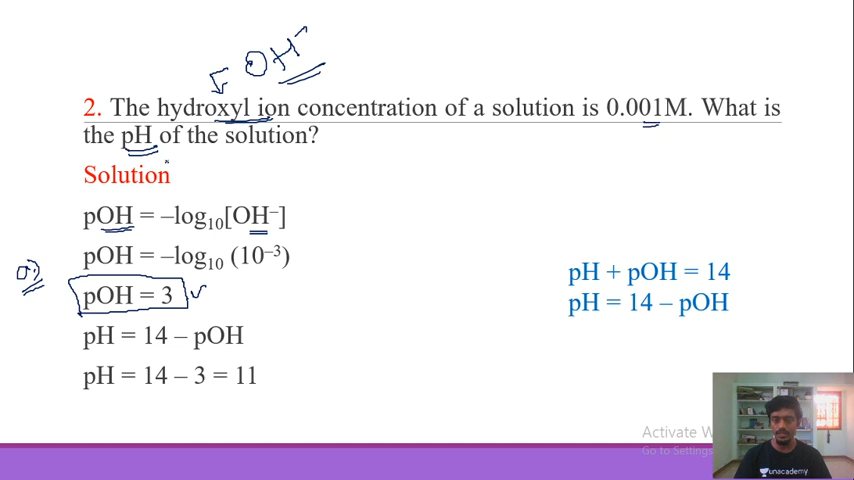 OH⁻
2. The hydroxyl ion concentration of a solution is 0.001M. What is
the pH of the solution?
Solution
pOH = –log₁₀[OH⁻]
pOH = –log₁₀ (10⁻³)
a)
pOH = 3
pH = 14 – pOH
pH = 14 – 3 = 11
pH + pOH = 14
pH = 14 – pOH
Activate W
Go to Settings
unacademy